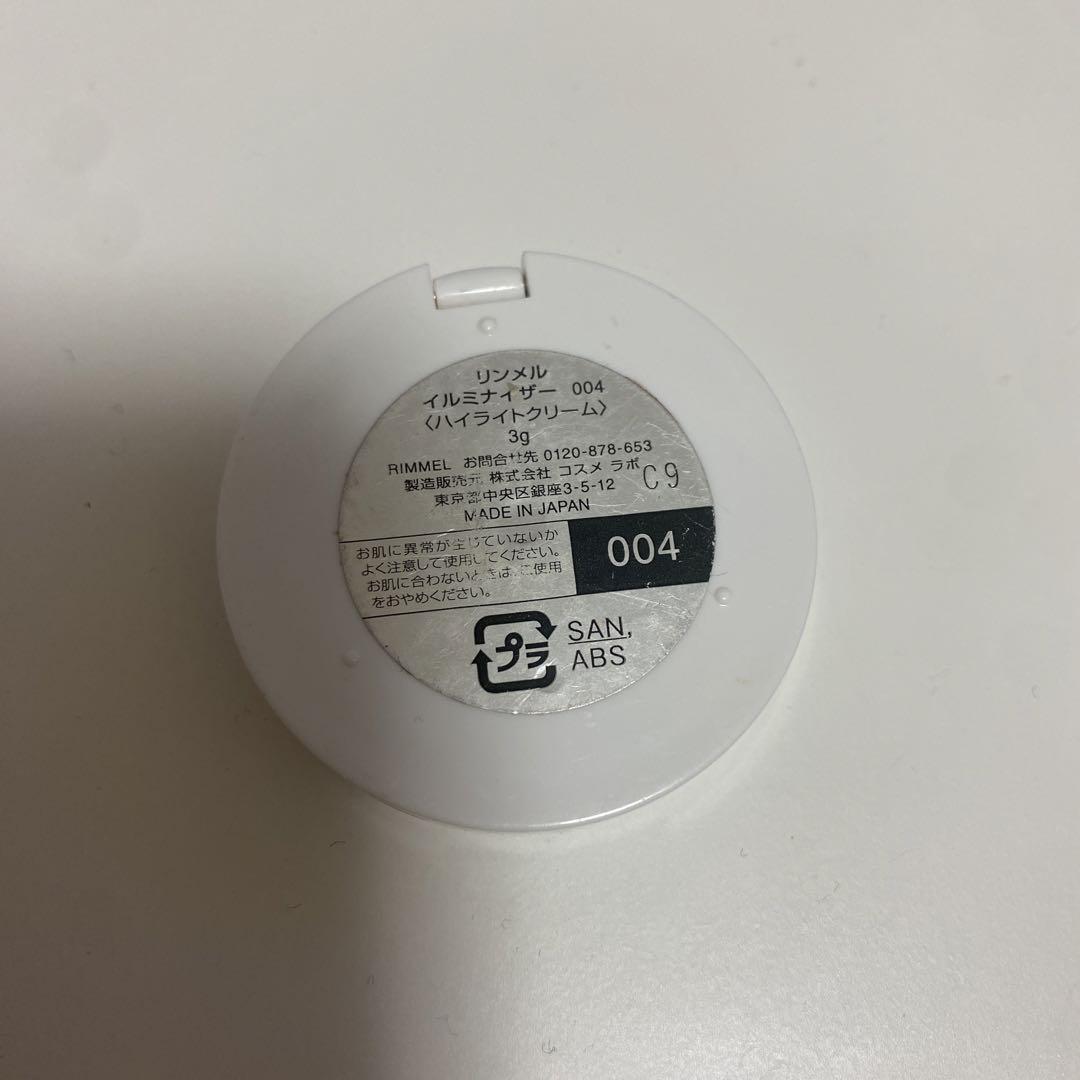 リンメル
イルミナイザー 004
〈ハイライトクリーム〉
3g
RIMMEL お問合せ先 0120-878-653
製造販売元 株式会社 コスメ ラボ
東京都中央区銀座3-5-12
C9
MADE IN JAPAN
お肌に異常が生じていないか
よく注意して使用してください。
お肌に合わないときは、ご使用
をおやめください。
004
プラ
SAN,
ABS